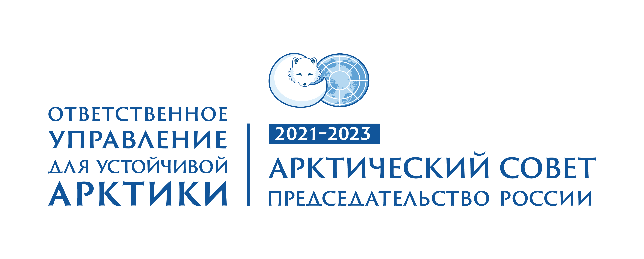 ОТВЕТСТВЕННОЕ
УПРАВЛЕНИЕ
ДЛЯ УСТОЙЧИВОЙ
АРКТИКИ
2021-2023
АРКТИЧЕСКИЙ СОВЕТ
ПРЕДСЕДАТЕЛЬСТВО РОССИИ